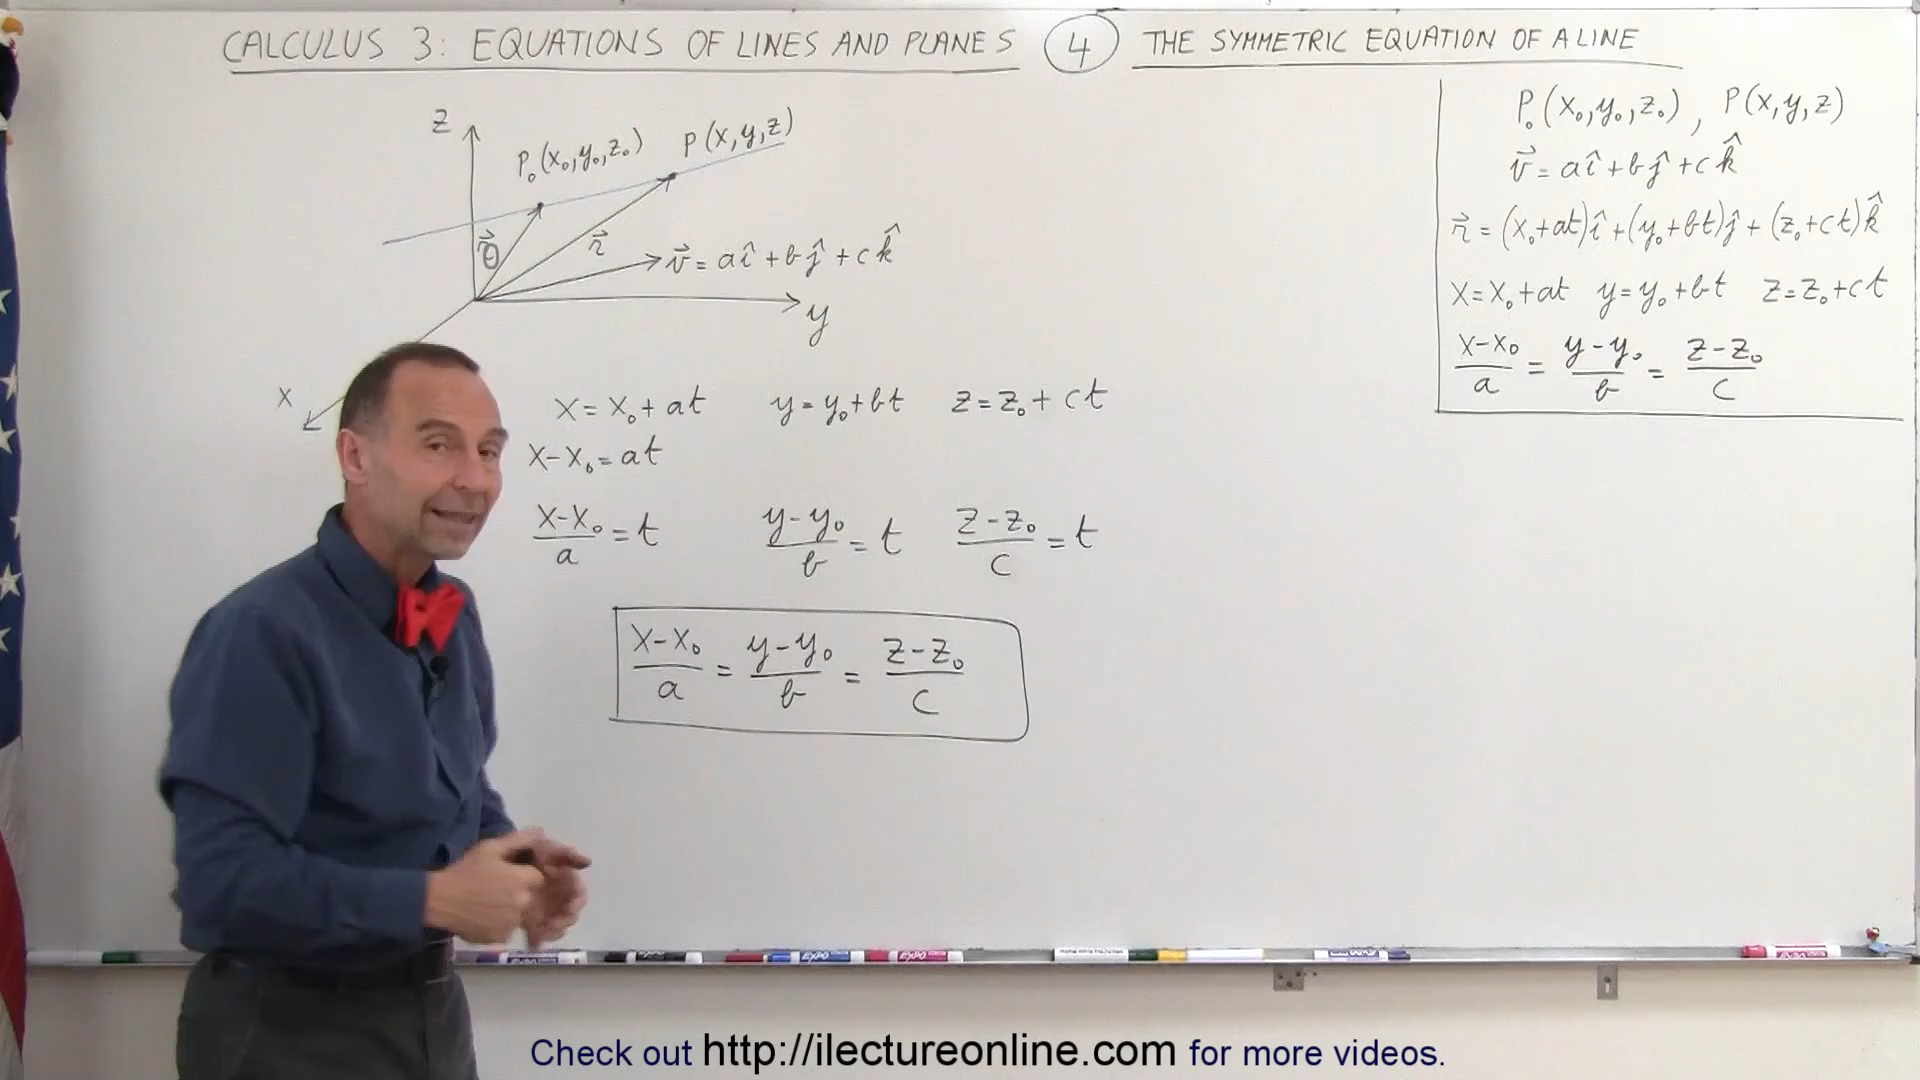 CALCULUS 3: EQUATIONS OF LINES AND PLANES 4 THE SYMMETRIC EQUATION OF A LINE
z
P₀(x₀,y₀,z₀) P(x,y,z)
r⃗₀ r⃗ v⃗ = aî + bĵ + ck̂
y
x
x = x₀ + at y = y₀ + bt z = z₀ + ct
x - x₀ = at
(x - x₀)/a = t (y - y₀)/b = t (z - z₀)/c = t
(x - x₀)/a = (y - y₀)/b = (z - z₀)/c
P₀(x₀,y₀,z₀), P(x,y,z)
v⃗ = aî + bĵ + ck̂
r⃗ = (x₀+at)î + (y₀+bt)ĵ + (z₀+ct)k̂
x = x₀ + at y = y₀ + bt z = z₀ + ct
(x - x₀)/a = (y - y₀)/b = (z - z₀)/c
EXPO EXPO
Check out http://ilectureonline.com for more videos.